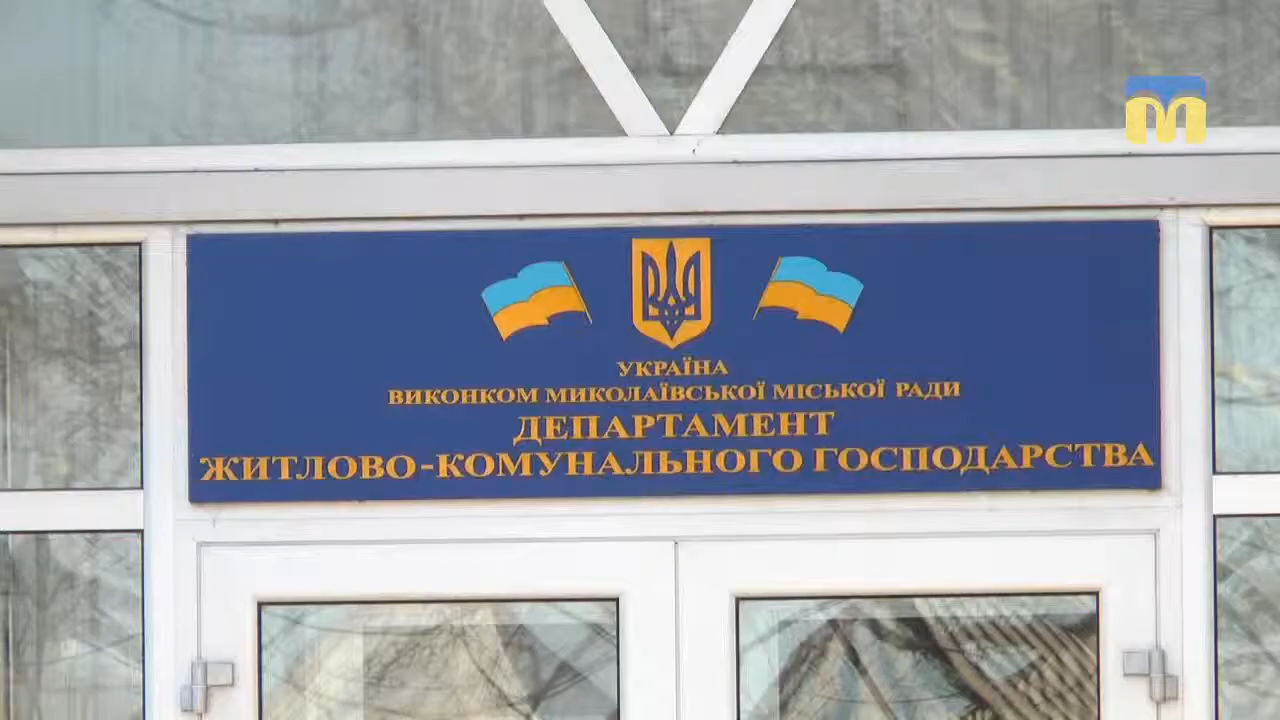 М
УКРАЇНА
ВИКОНКОМ МИКОЛАЇВСЬКОЇ МІСЬКОЇ РАДИ
ДЕПАРТАМЕНТ
ЖИТЛОВО-КОМУНАЛЬНОГО ГОСПОДАРСТВА